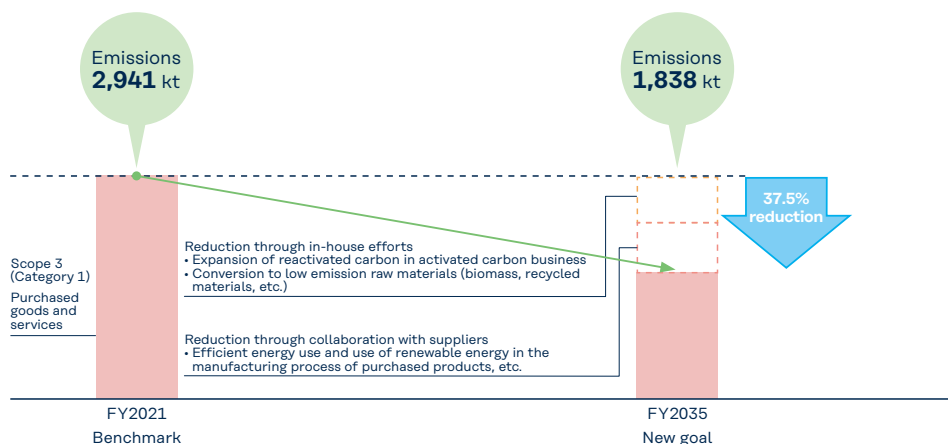 Emissions
2,941 kt
Emissions
1,838 kt
37.5%
reduction
Reduction through in-house efforts
• Expansion of reactivated carbon in activated carbon business
• Conversion to low emission raw materials (biomass, recycled
materials, etc.)
Scope 3
(Category 1)
Purchased
goods and
services
Reduction through collaboration with suppliers
• Efficient energy use and use of renewable energy in the
manufacturing process of purchased products, etc.
FY2021
Benchmark
FY2035
New goal